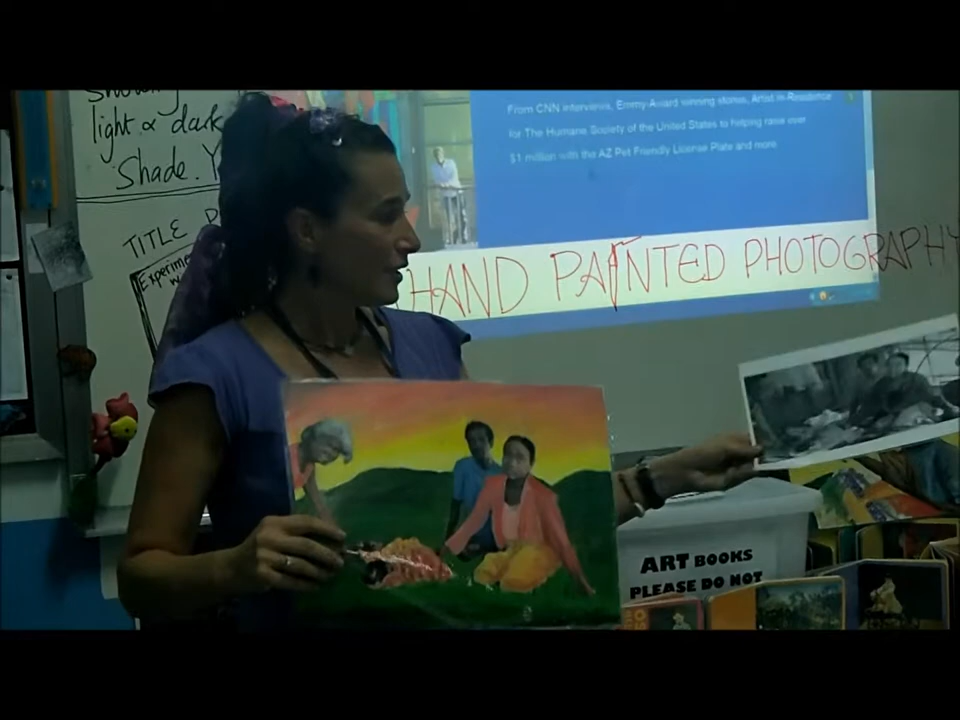 light & dark
Shade.
TITLE
From CNN interviews, Emmy-Award winning stories, Artist in Residence
for The Humane Society of the United States to helping raise over
$1 million with the AZ Pet Friendly License Plate and more
HAND PAINTED PHOTOGRAPHY
ART BOOKS
PLEASE DO NOT